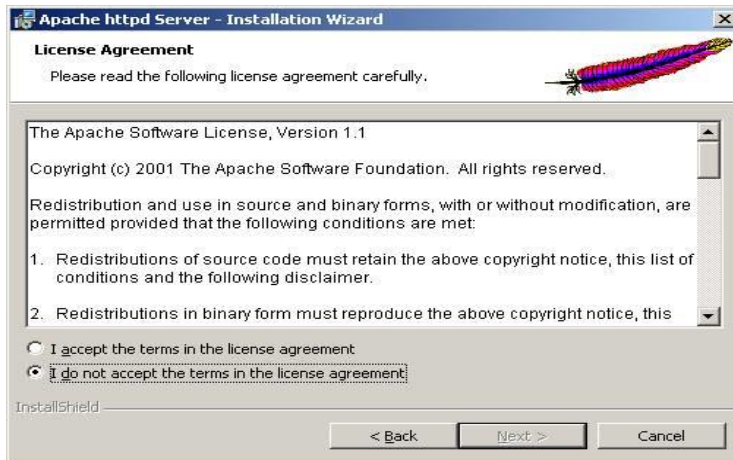 Apache httpd Server - Installation Wizard
License Agreement
Please read the following license agreement carefully.
The Apache Software License, Version 1.1
Copyright (c) 2001 The Apache Software Foundation.  All rights reserved.
Redistribution and use in source and binary forms, with or without modification, are
permitted provided that the following conditions are met:
1.  Redistributions of source code must retain the above copyright notice, this list of
conditions and the following disclaimer.
2.  Redistributions in binary form must reproduce the above copyright notice, this
I accept the terms in the license agreement
I do not accept the terms in the license agreement
InstallShield
< Back Next > Cancel